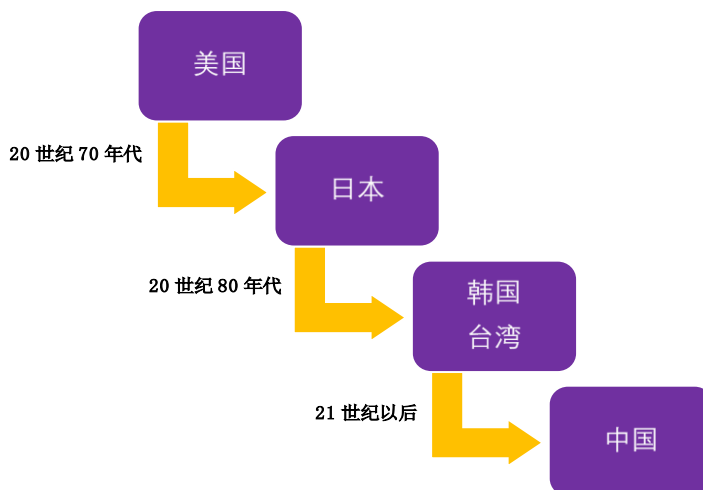 美国
20 世纪 70 年代
日本
20 世纪 80 年代
韩国
台湾
21 世纪以后
中国